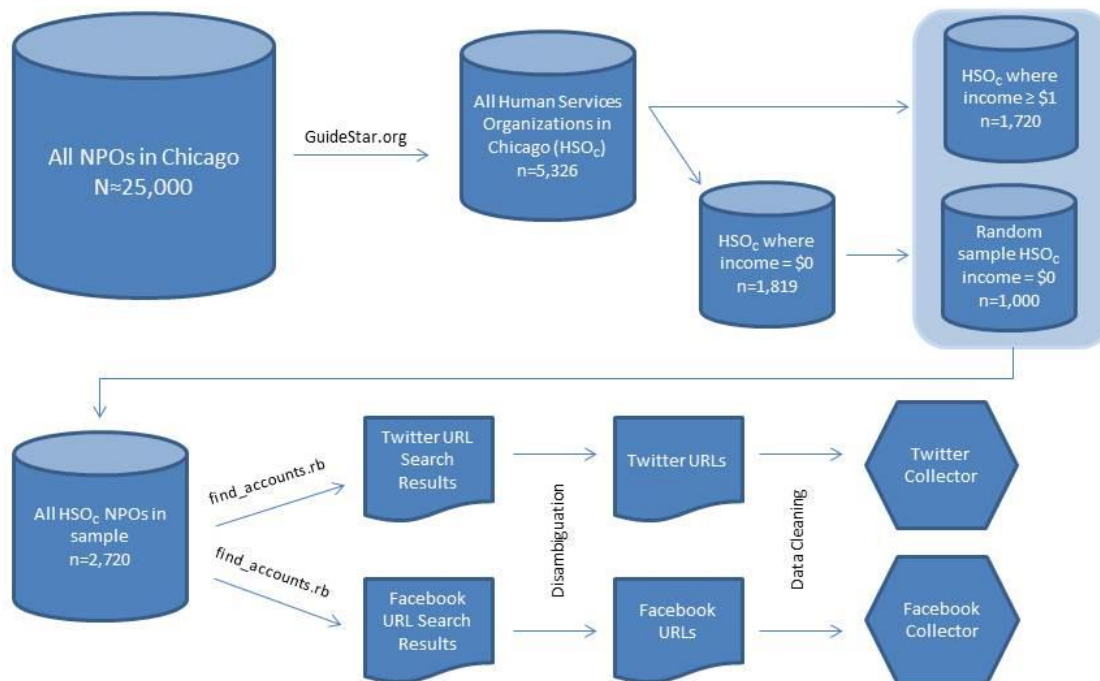 All NPOs in Chicago
N≈25,000
GuideStar.org
All Human Services
Organizations in
Chicago (HSOc)
n=5,326
HSOc where
income ≥ $1
n=1,720
HSOc where
income = $0
n=1,819
Random
sample HSOc
income = $0
n=1,000
All HSOc NPOs in
sample
n=2,720
find_accounts.rb
find_accounts.rb
Twitter URL
Search
Results
Facebook
URL Search
Results
Disambiguation
Twitter URLs
Facebook
URLs
Data Cleaning
Twitter
Collector
Facebook
Collector